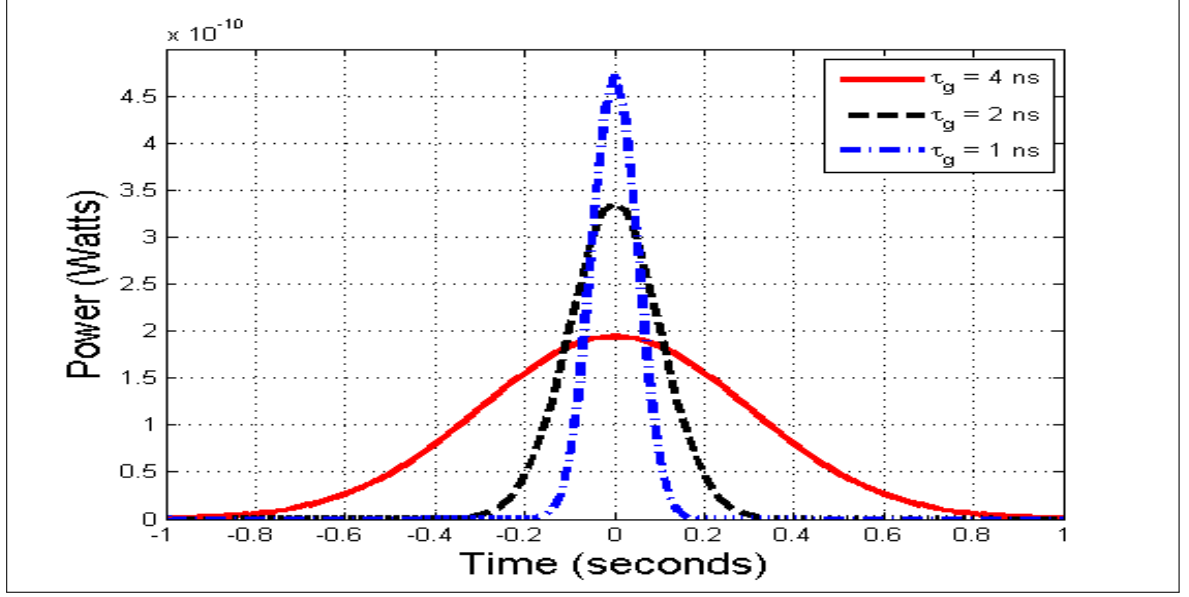 x 10^-10
4.5
4
3.5
3
2.5
2
1.5
1
0.5
0
-1 -0.8 -0.6 -0.4 -0.2 0 0.2 0.4 0.6 0.8 1
Power (Watts)
Time (seconds)
τg = 4 ns
τg = 2 ns
τg = 1 ns